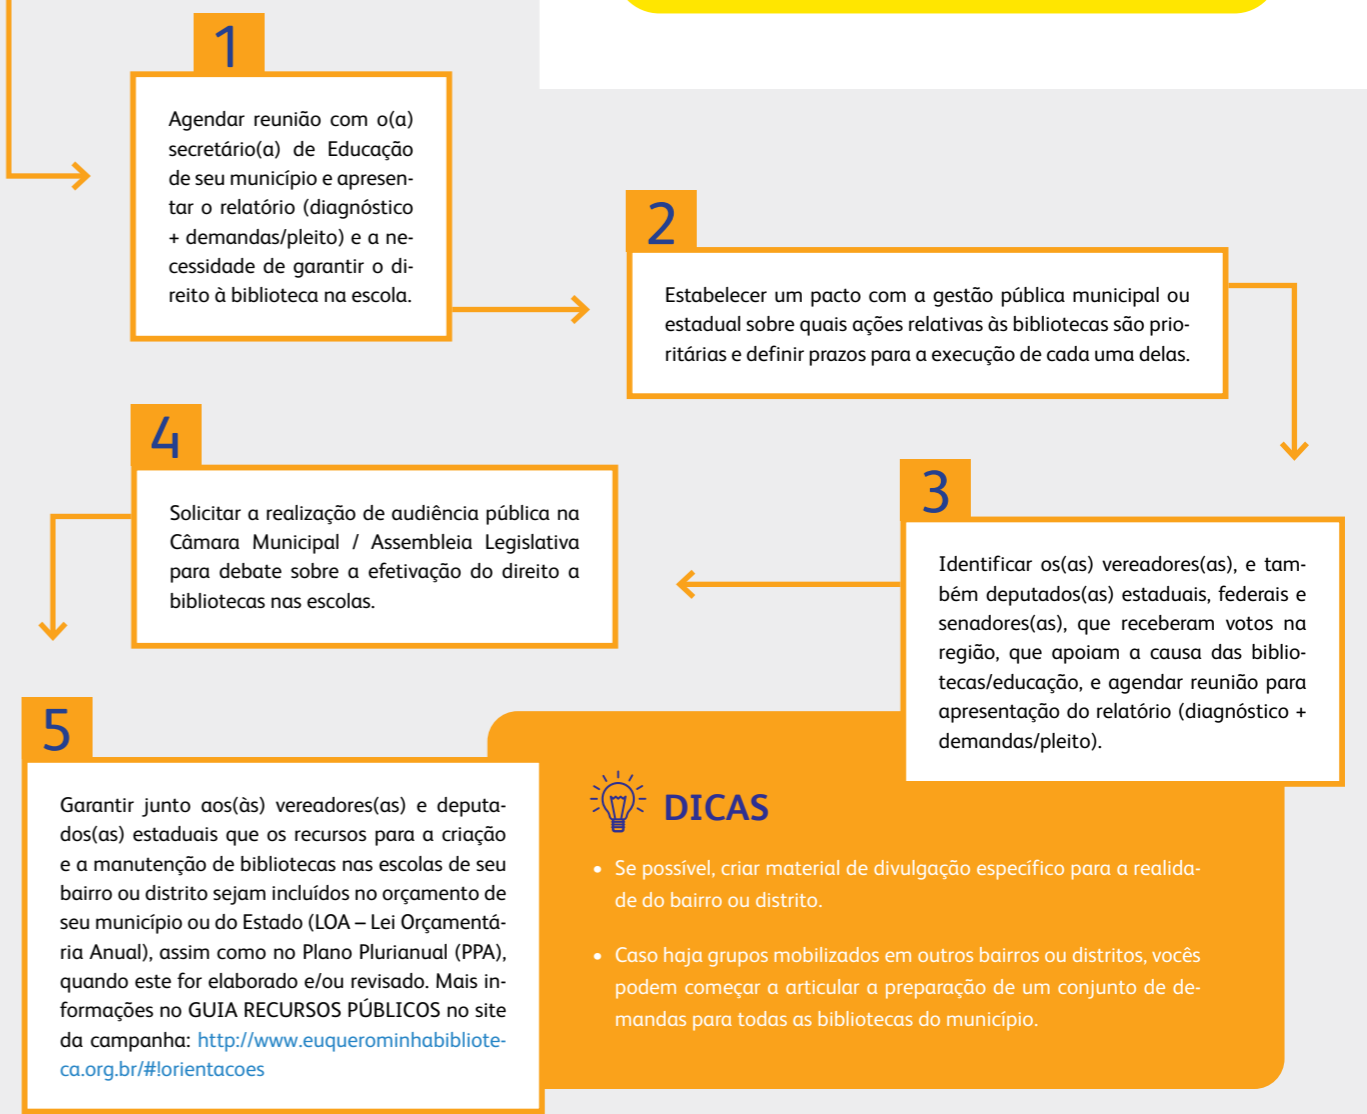 1
Agendar reunião com o(a)
secretário(a) de Educação
de seu município e apresen-
tar o relatório (diagnóstico
+ demandas/pleito) e a ne-
cessidade de garantir o di-
reito à biblioteca na escola.
2
Estabelecer um pacto com a gestão pública municipal ou
estadual sobre quais ações relativas às bibliotecas são prio-
ritárias e definir prazos para a execução de cada uma delas.
3
Identificar os(as) vereadores(as), e tam-
bém deputados(as) estaduais, federais e
senadores(as), que receberam votos na
região, que apoiam a causa das biblio-
tecas/educação, e agendar reunião para
apresentação do relatório (diagnóstico +
demandas/pleito).
4
Solicitar a realização de audiência pública na
Câmara Municipal / Assembleia Legislativa
para debate sobre a efetivação do direito a
bibliotecas nas escolas.
5
Garantir junto aos(às) vereadores(as) e deputa-
dos(as) estaduais que os recursos para a criação
e a manutenção de bibliotecas nas escolas de seu
bairro ou distrito sejam incluídos no orçamento de
seu município ou do Estado (LOA – Lei Orçamentá-
ria Anual), assim como no Plano Plurianual (PPA),
quando este for elaborado e/ou revisado. Mais in-
formações no GUIA RECURSOS PÚBLICOS no site
da campanha: http://www.euquerominhabibliote-
ca.org.br/#!orientacoes
DICAS
• Se possível, criar material de divulgação específico para a realida-
de do bairro ou distrito.
• Caso haja grupos mobilizados em outros bairros ou distritos, vocês
podem começar a articular a preparação de um conjunto de de-
mandas para todas as bibliotecas do município.